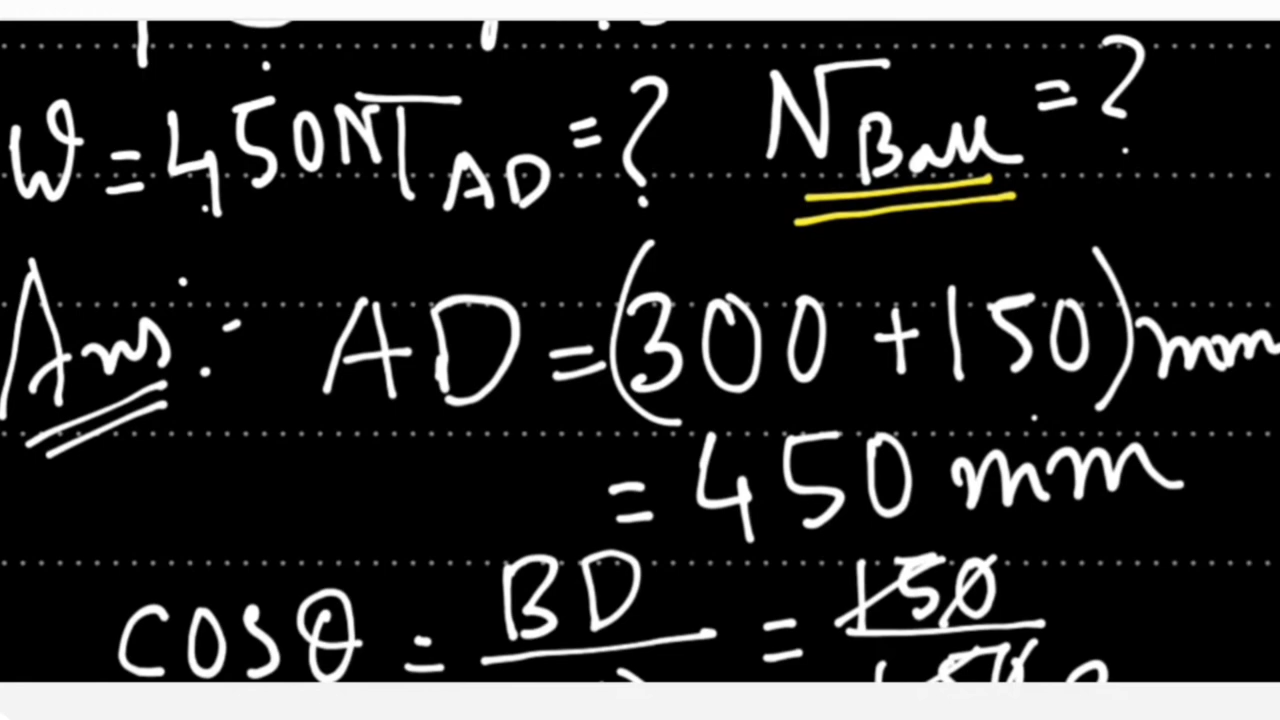 W = 450N T_AD = ? N_Ball = ?
Ans: AD = (300 + 150) mm
= 450 mm
cosθ = BD = 150